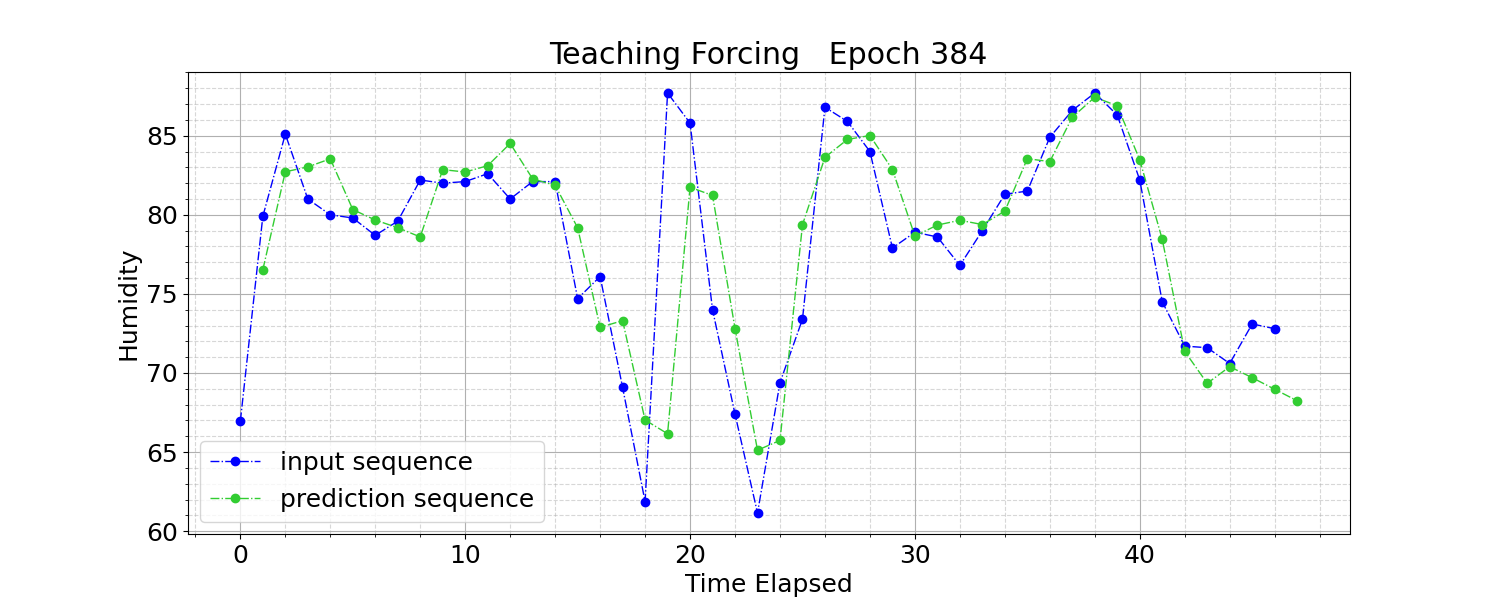 Teaching Forcing   Epoch 384
Humidity
85
80
75
70
65
60
input sequence
prediction sequence
0 10 20 30 40
Time Elapsed